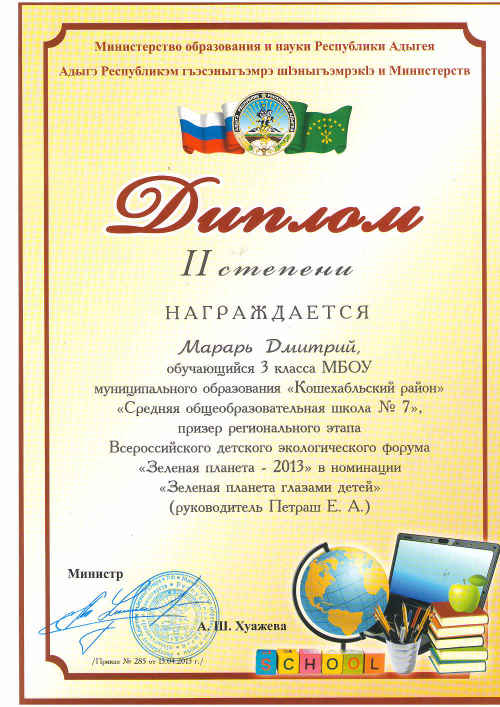 Министерство образования и науки Республики Адыгея
Адыгэ Республикэм гъэсэныгъэмрэ шӏэныгъэмрэкӏэ и Министерств
Диплом
II степени
НАГРАЖДАЕТСЯ
Марарь Дмитрий,
обучающийся 3 класса МБОУ
муниципального образования «Кошехабльский район»
«Средняя общеобразовательная школа № 7»,
призер регионального этапа
Всероссийского детского экологического форума
«Зеленая планета - 2013» в номинации
«Зеленая планета глазами детей»
(руководитель Петраш Е. А.)
Министр
А. Ш. Хуажева
/Приказ № 285 от 15.04.2013 г./
SCHOOL